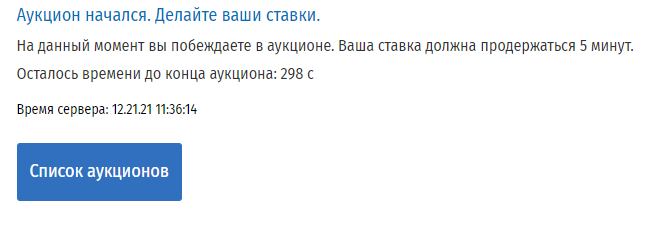 Аукцион начался. Делайте ваши ставки.
На данный момент вы побеждаете в аукционе. Ваша ставка должна продержаться 5 минут.
Осталось времени до конца аукциона: 298 с
Время сервера: 12.21.21 11:36:14
Список аукционов